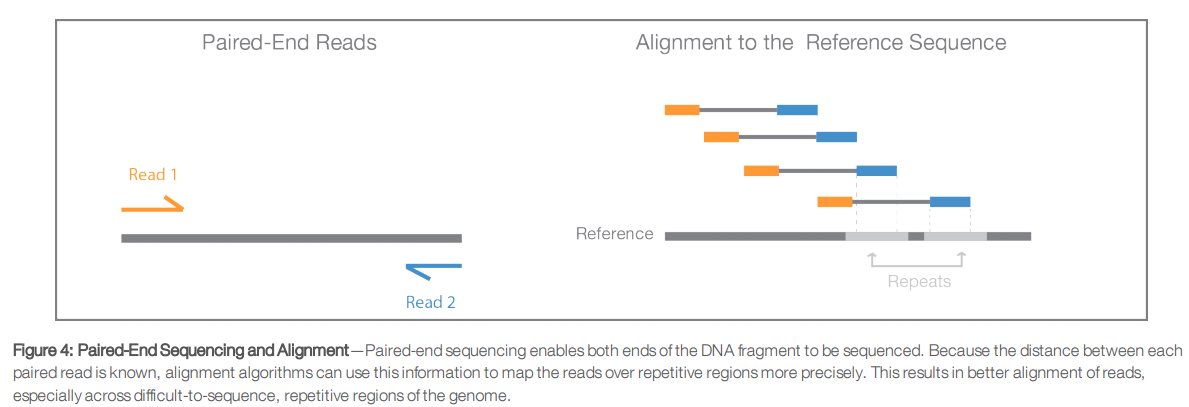 Paired-End Reads
Alignment to the Reference Sequence
Read 1
Read 2
Reference
Repeats
Figure 4: Paired-End Sequencing and Alignment—Paired-end sequencing enables both ends of the DNA fragment to be sequenced. Because the distance between each
paired read is known, alignment algorithms can use this information to map the reads over repetitive regions more precisely. This results in better alignment of reads,
especially across difficult-to-sequence, repetitive regions of the genome.